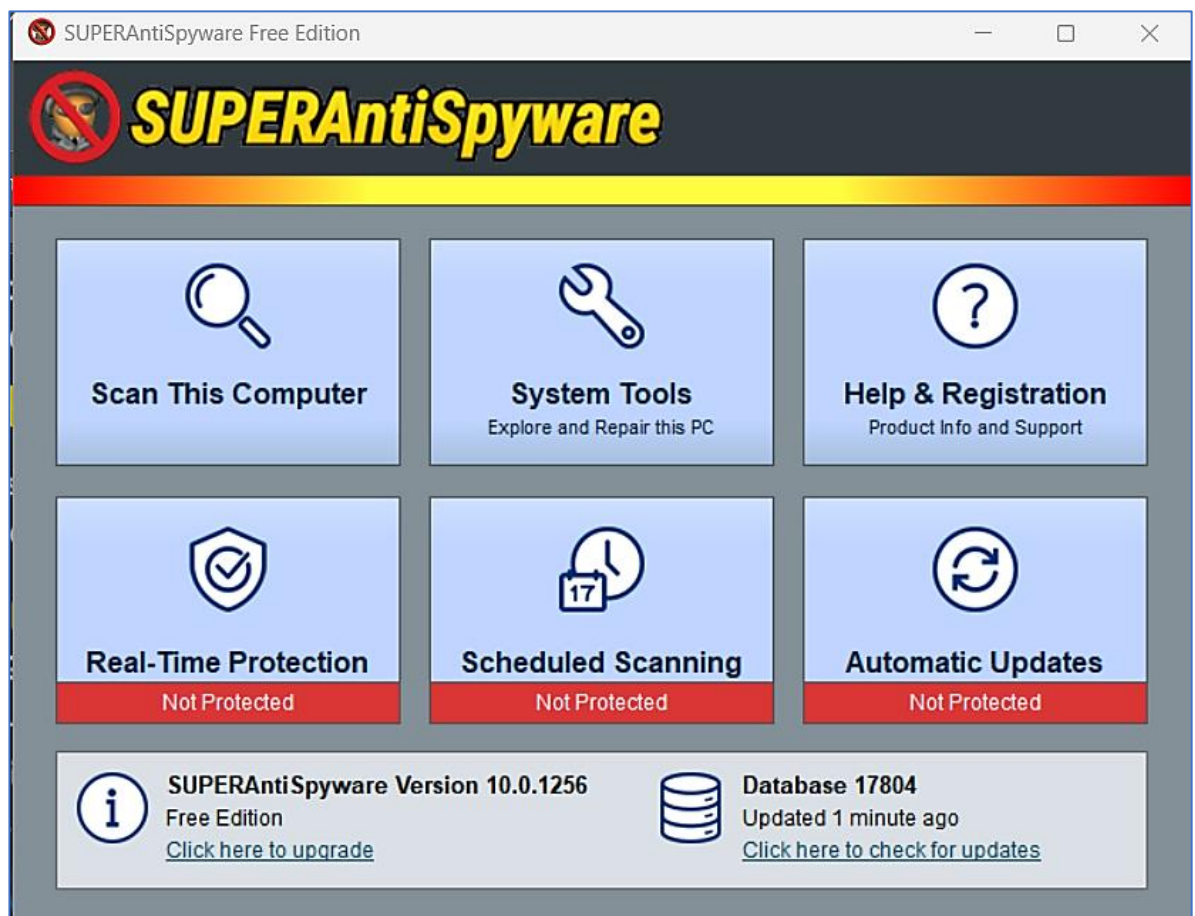 SUPERAntiSpyware Free Edition
SUPERAntiSpyware
Scan This Computer
System Tools
Explore and Repair this PC
Help & Registration
Product Info and Support
Real-Time Protection
Not Protected
17
Scheduled Scanning
Not Protected
Automatic Updates
Not Protected
SUPERAntiSpyware Version 10.0.1256
Free Edition
Click here to upgrade
Database 17804
Updated 1 minute ago
Click here to check for updates